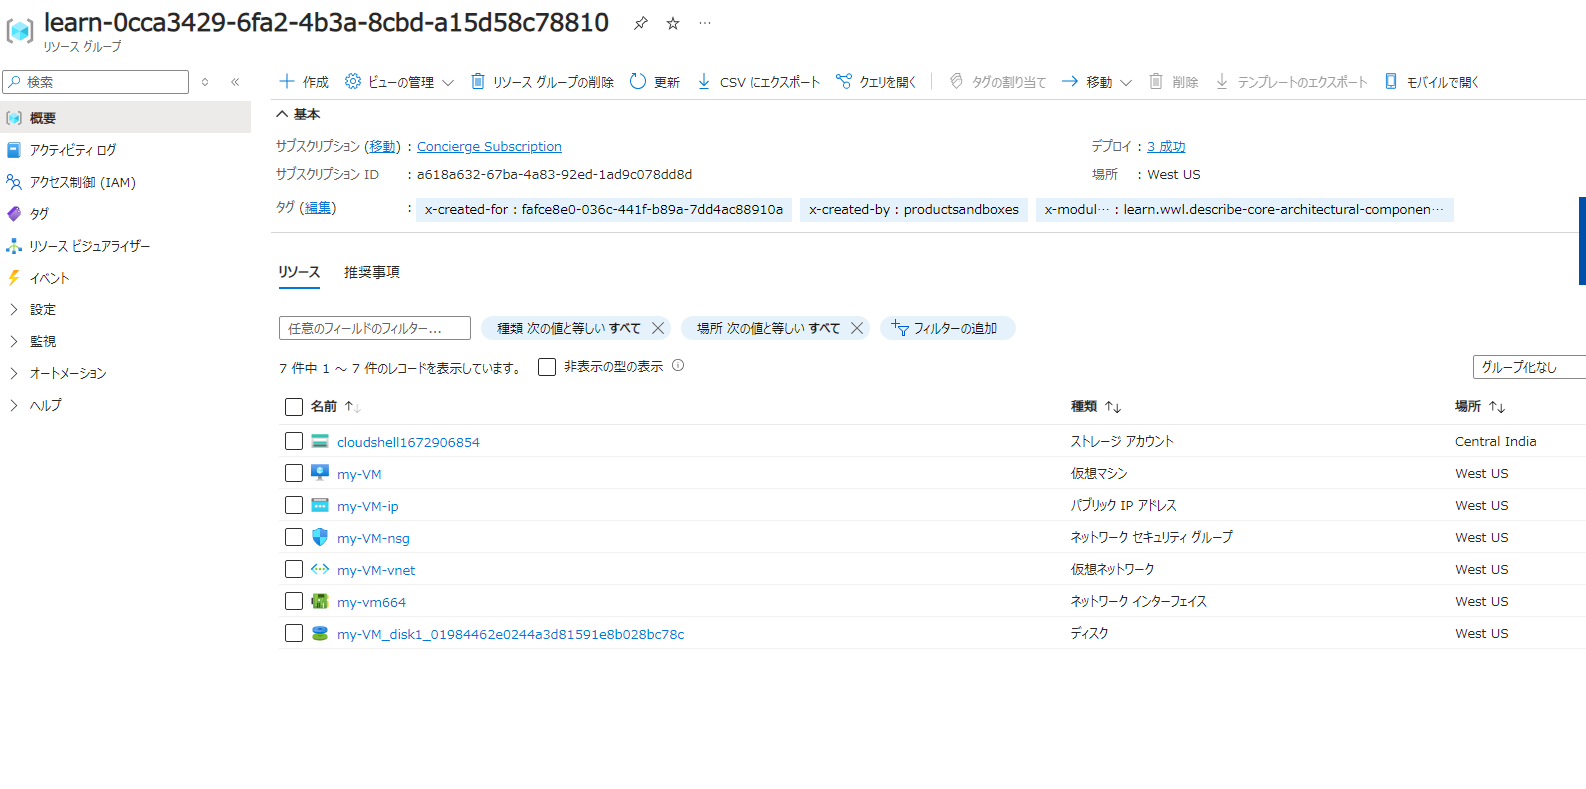 learn-0cca3429-6fa2-4b3a-8cbd-a15d58c78810
リソース グループ
検索
概要
アクティビティ ログ
アクセス制御 (IAM)
タグ
リソース ビジュアライザー
イベント
設定
監視
オートメーション
ヘルプ
作成 ビューの管理 リソース グループの削除 更新 CSV にエクスポート クエリを開く タグの割り当て 移動 削除 テンプレートのエクスポート モバイルで開く
基本
サブスクリプション (移動) : Concierge Subscription
デプロイ : 3 成功
サブスクリプション ID : a618a632-67ba-4a83-92ed-1ad9c078dd8d
場所 : West US
タグ (編集) : x-created-for : fafce8e0-036c-441f-b89a-7dd4ac88910a x-created-by : productsandboxes x-modul··· : learn.wwl.describe-core-architectural-componen···
リソース 推奨事項
任意のフィールドのフィルター... 種類 次の値と等しい すべて 場所 次の値と等しい すべて フィルターの追加
7 件中 1 ～ 7 件のレコードを表示しています。 非表示の型の表示
グループ化なし
名前 種類 場所
cloudshell1672906854 ストレージ アカウント Central India
my-VM 仮想マシン West US
my-VM-ip パブリック IP アドレス West US
my-VM-nsg ネットワーク セキュリティ グループ West US
my-VM-vnet 仮想ネットワーク West US
my-vm664 ネットワーク インターフェイス West US
my-VM_disk1_01984462e0244a3d81591e8b028bc78c ディスク West US